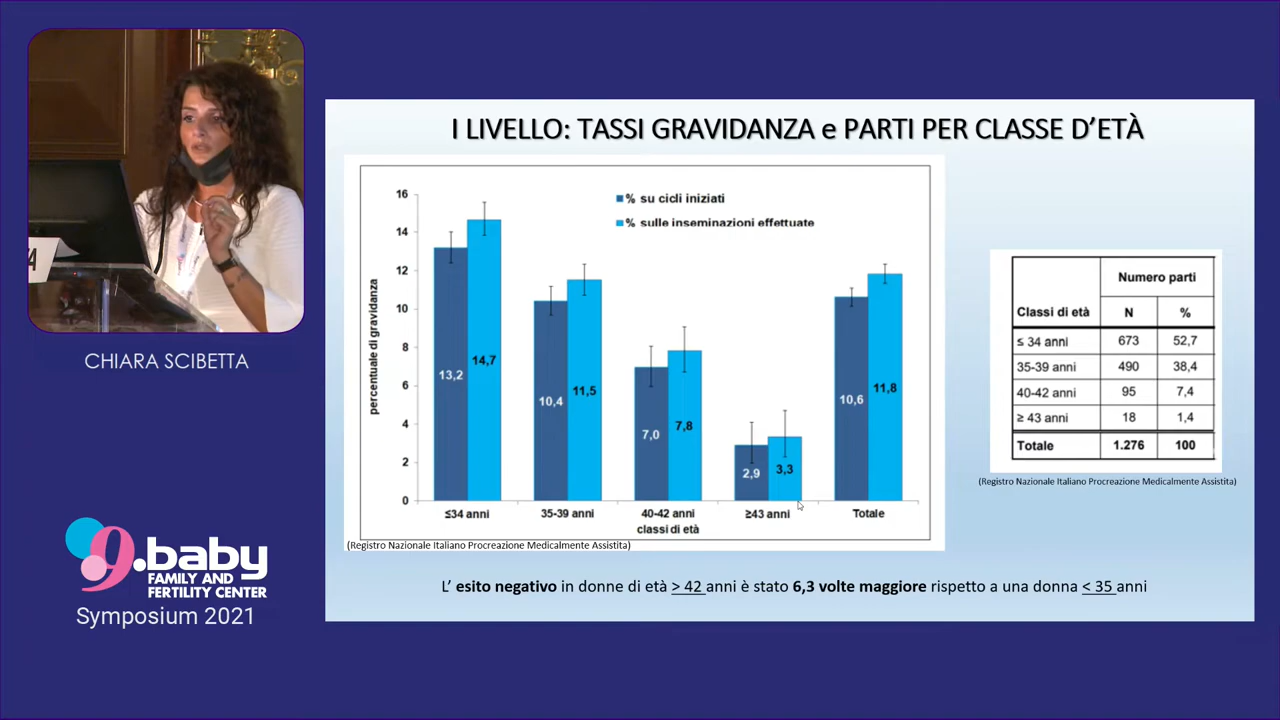 I LIVELLO: TASSI GRAVIDANZA e PARTI PER CLASSE D'ETÀ
percentuale di gravidanza
16
14
12
10
8
6
4
2
0
% su cicli iniziati
% sulle inseminazioni effettuate
13,2
14,7
10,4
11,5
7,0
7,8
2,9
3,3
10,6
11,8
≤34 anni
35-39 anni
40-42 anni
≥43 anni
Totale
classi di età
(Registro Nazionale Italiano Procreazione Medicalmente Assistita)
Classi di età
Numero parti
N %
≤ 34 anni 673 52,7
35-39 anni 490 38,4
40-42 anni 95 7,4
≥ 43 anni 18 1,4
Totale 1.276 100
(Registro Nazionale Italiano Procreazione Medicalmente Assistita)
L' esito negativo in donne di età > 42 anni è stato 6,3 volte maggiore rispetto a una donna < 35 anni
CHIARA SCIBETTA
9.baby
FAMILY AND
FERTILITY CENTER
Symposium 2021